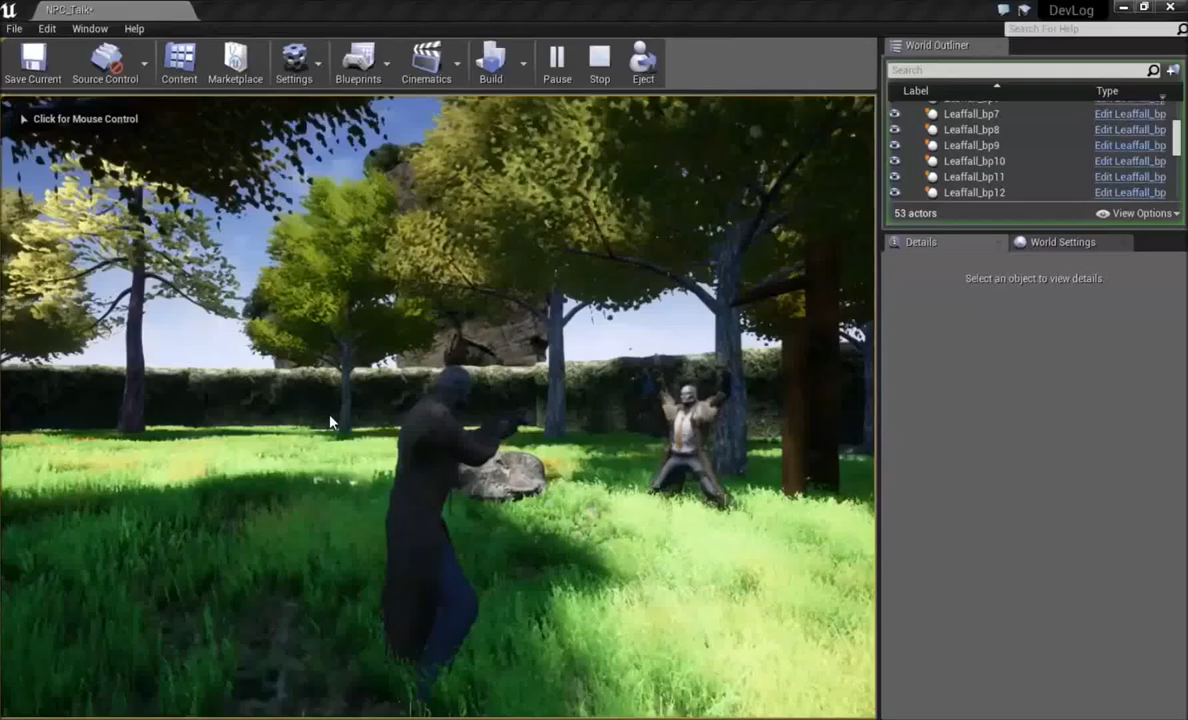 NPC_Talk*
DevLog
File Edit Window Help
Search For Help
Save Current Source Control Content Marketplace Settings Blueprints Cinematics Build Pause Stop Eject
World Outliner
Search
Label Type
Leaffall_bp7 Edit Leaffall_bp
Leaffall_bp8 Edit Leaffall_bp
Leaffall_bp9 Edit Leaffall_bp
Leaffall_bp10 Edit Leaffall_bp
Leaffall_bp11 Edit Leaffall_bp
Leaffall_bp12 Edit Leaffall_bp
53 actors View Options
Click for Mouse Control
Details World Settings
Select an object to view details.